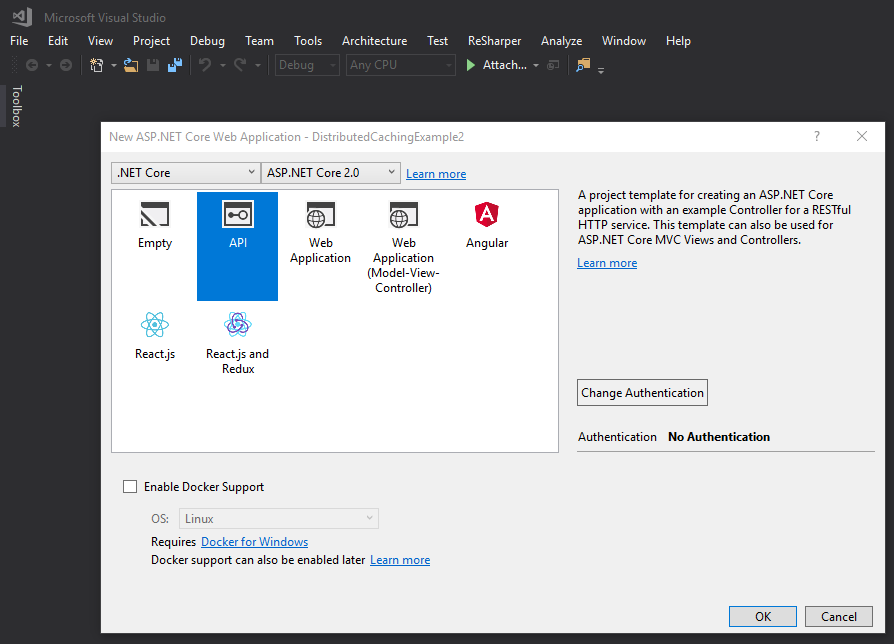 Microsoft Visual Studio
File Edit View Project Debug Team Tools Architecture Test ReSharper Analyze Window Help
Debug Any CPU Attach...
Toolbox
New ASP.NET Core Web Application - DistributedCachingExample2 ?
.NET Core ASP.NET Core 2.0 Learn more
Empty
API
Web
Application
Web
Application
(Model-View-
Controller)
Angular
React.js
React.js and
Redux
A project template for creating an ASP.NET Core
application with an example Controller for a RESTful
HTTP service. This template can also be used for
ASP.NET Core MVC Views and Controllers.
Learn more
Change Authentication
Authentication No Authentication
Enable Docker Support
OS: Linux
Requires Docker for Windows
Docker support can also be enabled later Learn more
OK Cancel